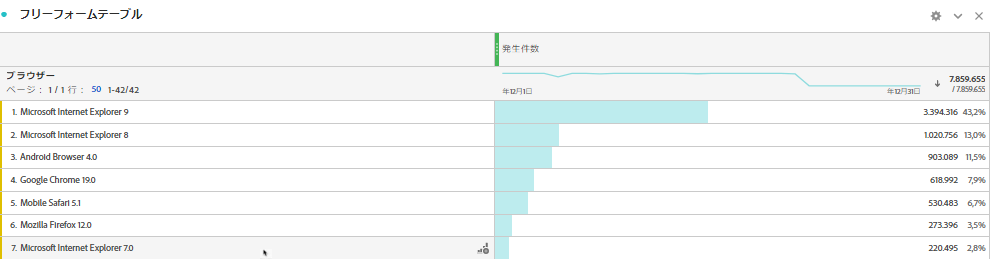 フリーフォームテーブル
発生件数
ブラウザー
ページ： 1 / 1 行： 50 1-42/42
年12月1日 年12月31日
7.859.655
/ 7.859.655
1. Microsoft Internet Explorer 9 3.394.316 43,2%
2. Microsoft Internet Explorer 8 1.020.756 13,0%
3. Android Browser 4.0 903.089 11,5%
4. Google Chrome 19.0 618.992 7,9%
5. Mobile Safari 5.1 530.483 6,7%
6. Mozilla Firefox 12.0 273.396 3,5%
7. Microsoft Internet Explorer 7.0 220.495 2,8%